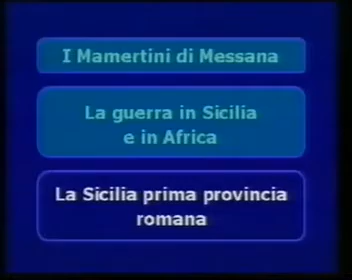 I Mamertini di Messana
La guerra in Sicilia
e in Africa
La Sicilia prima provincia
romana